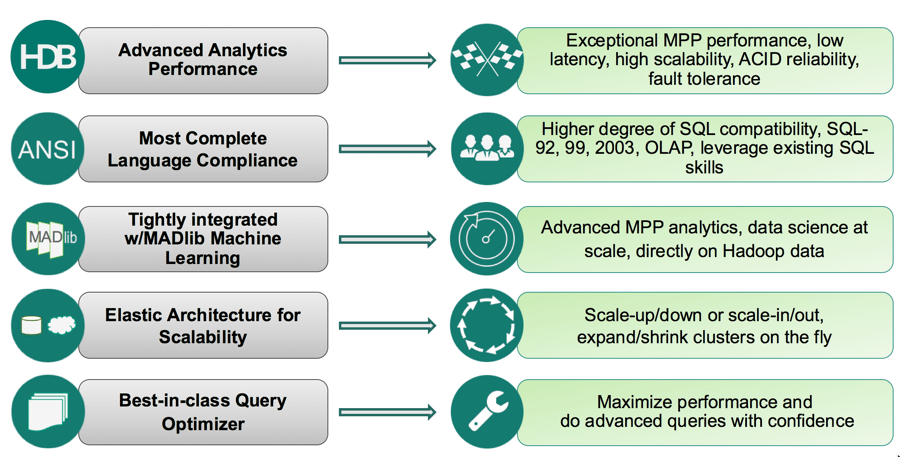 HDB
Advanced Analytics
Performance
Exceptional MPP performance, low
latency, high scalability, ACID reliability,
fault tolerance
ANSI
Most Complete
Language Compliance
Higher degree of SQL compatibility, SQL-
92, 99, 2003, OLAP, leverage existing SQL
skills
MADlib
Tightly integrated
w/MADlib Machine
Learning
Advanced MPP analytics, data science at
scale, directly on Hadoop data
Elastic Architecture for
Scalability
Scale-up/down or scale-in/out,
expand/shrink clusters on the fly
Best-in-class Query
Optimizer
Maximize performance and
do advanced queries with confidence